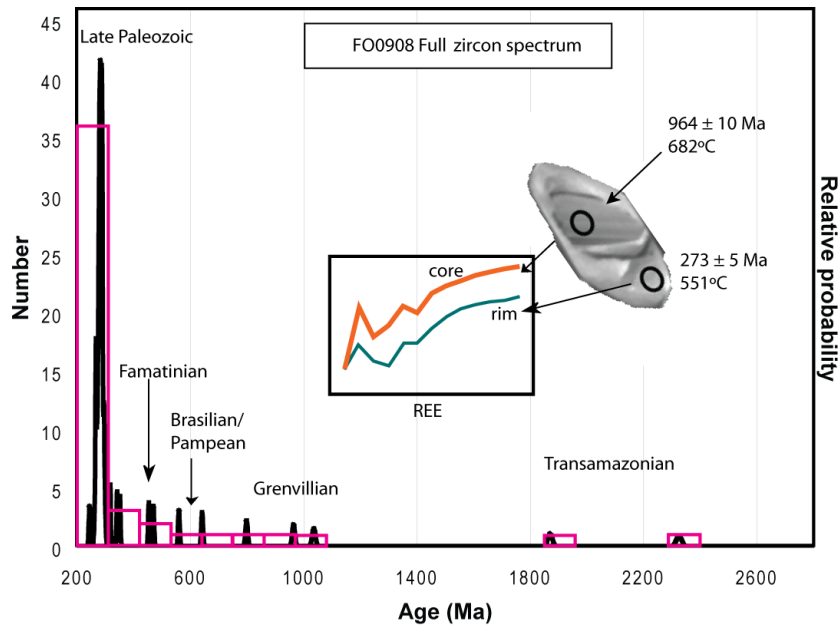 FO0908 Full zircon spectrum
Late Paleozoic
45
40
35
30
25
20
15
10
5
0
Number
Relative probability
964 ± 10 Ma
682ºC
273 ± 5 Ma
551ºC
core
rim
REE
Famatinian
Brasilian/
Pampean
Grenvillian
Transamazonian
200
600
1000
1400
1800
2200
2600
Age (Ma)